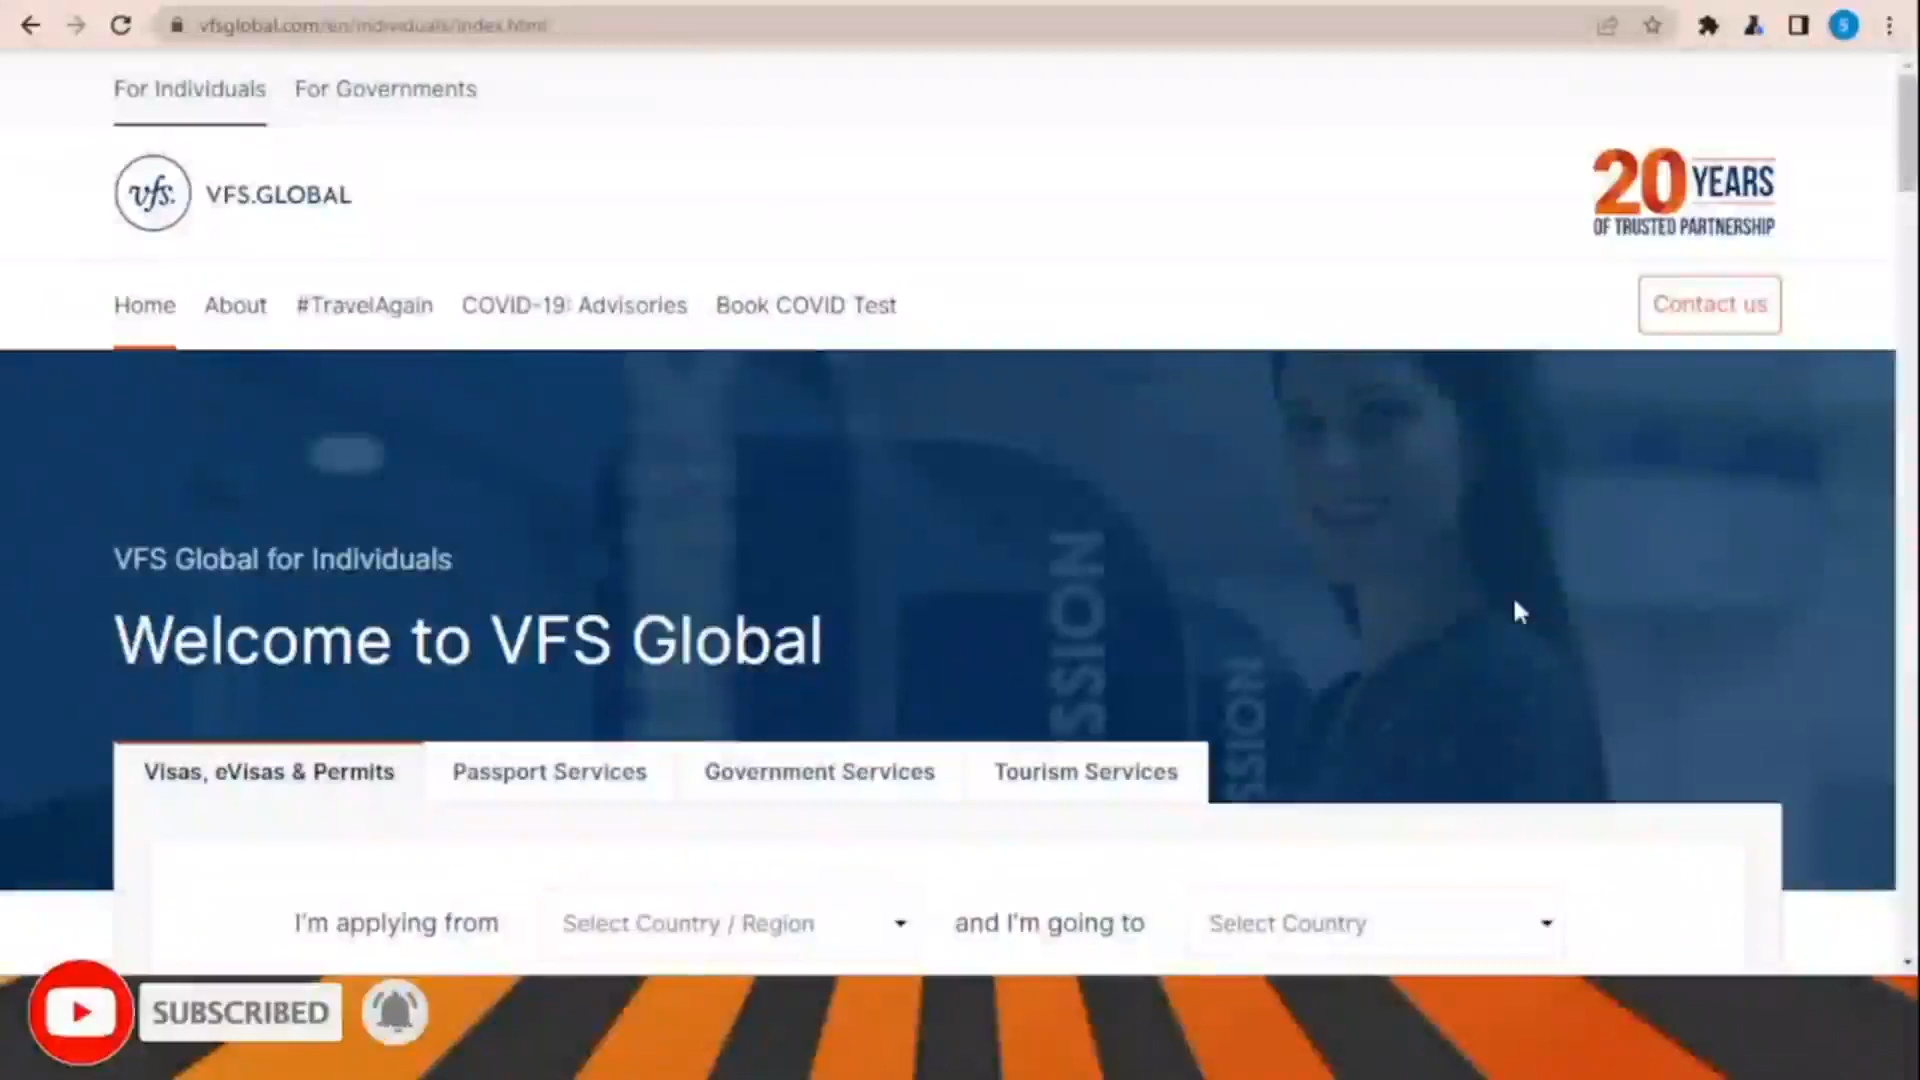 vfsglobal.com/en/individuals/index.html
S
For Individuals For Governments
vfs. VFS.GLOBAL
20 YEARS
OF TRUSTED PARTNERSHIP
Home About #TravelAgain COVID-19: Advisories Book COVID Test Contact us
SSION
SSION
VFS Global for Individuals
Welcome to VFS Global
Visas, eVisas & Permits Passport Services Government Services Tourism Services
I'm applying from Select Country / Region and I'm going to Select Country
SUBSCRIBED